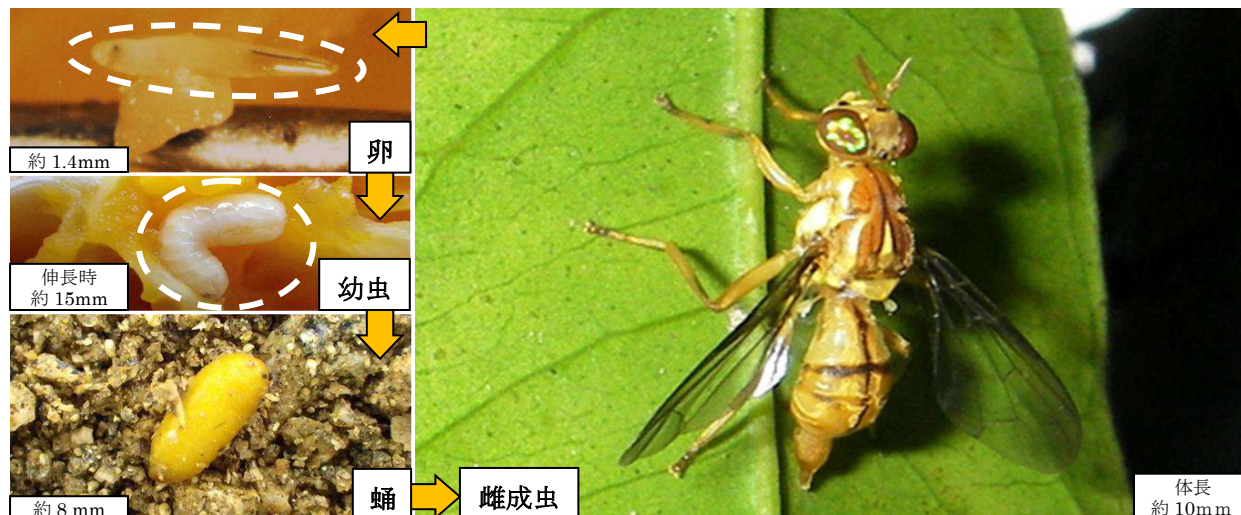 約 1.4mm
卵
伸長時
約 15mm
幼虫
約 8 mm
蛹
雌成虫
体長
約 10mm